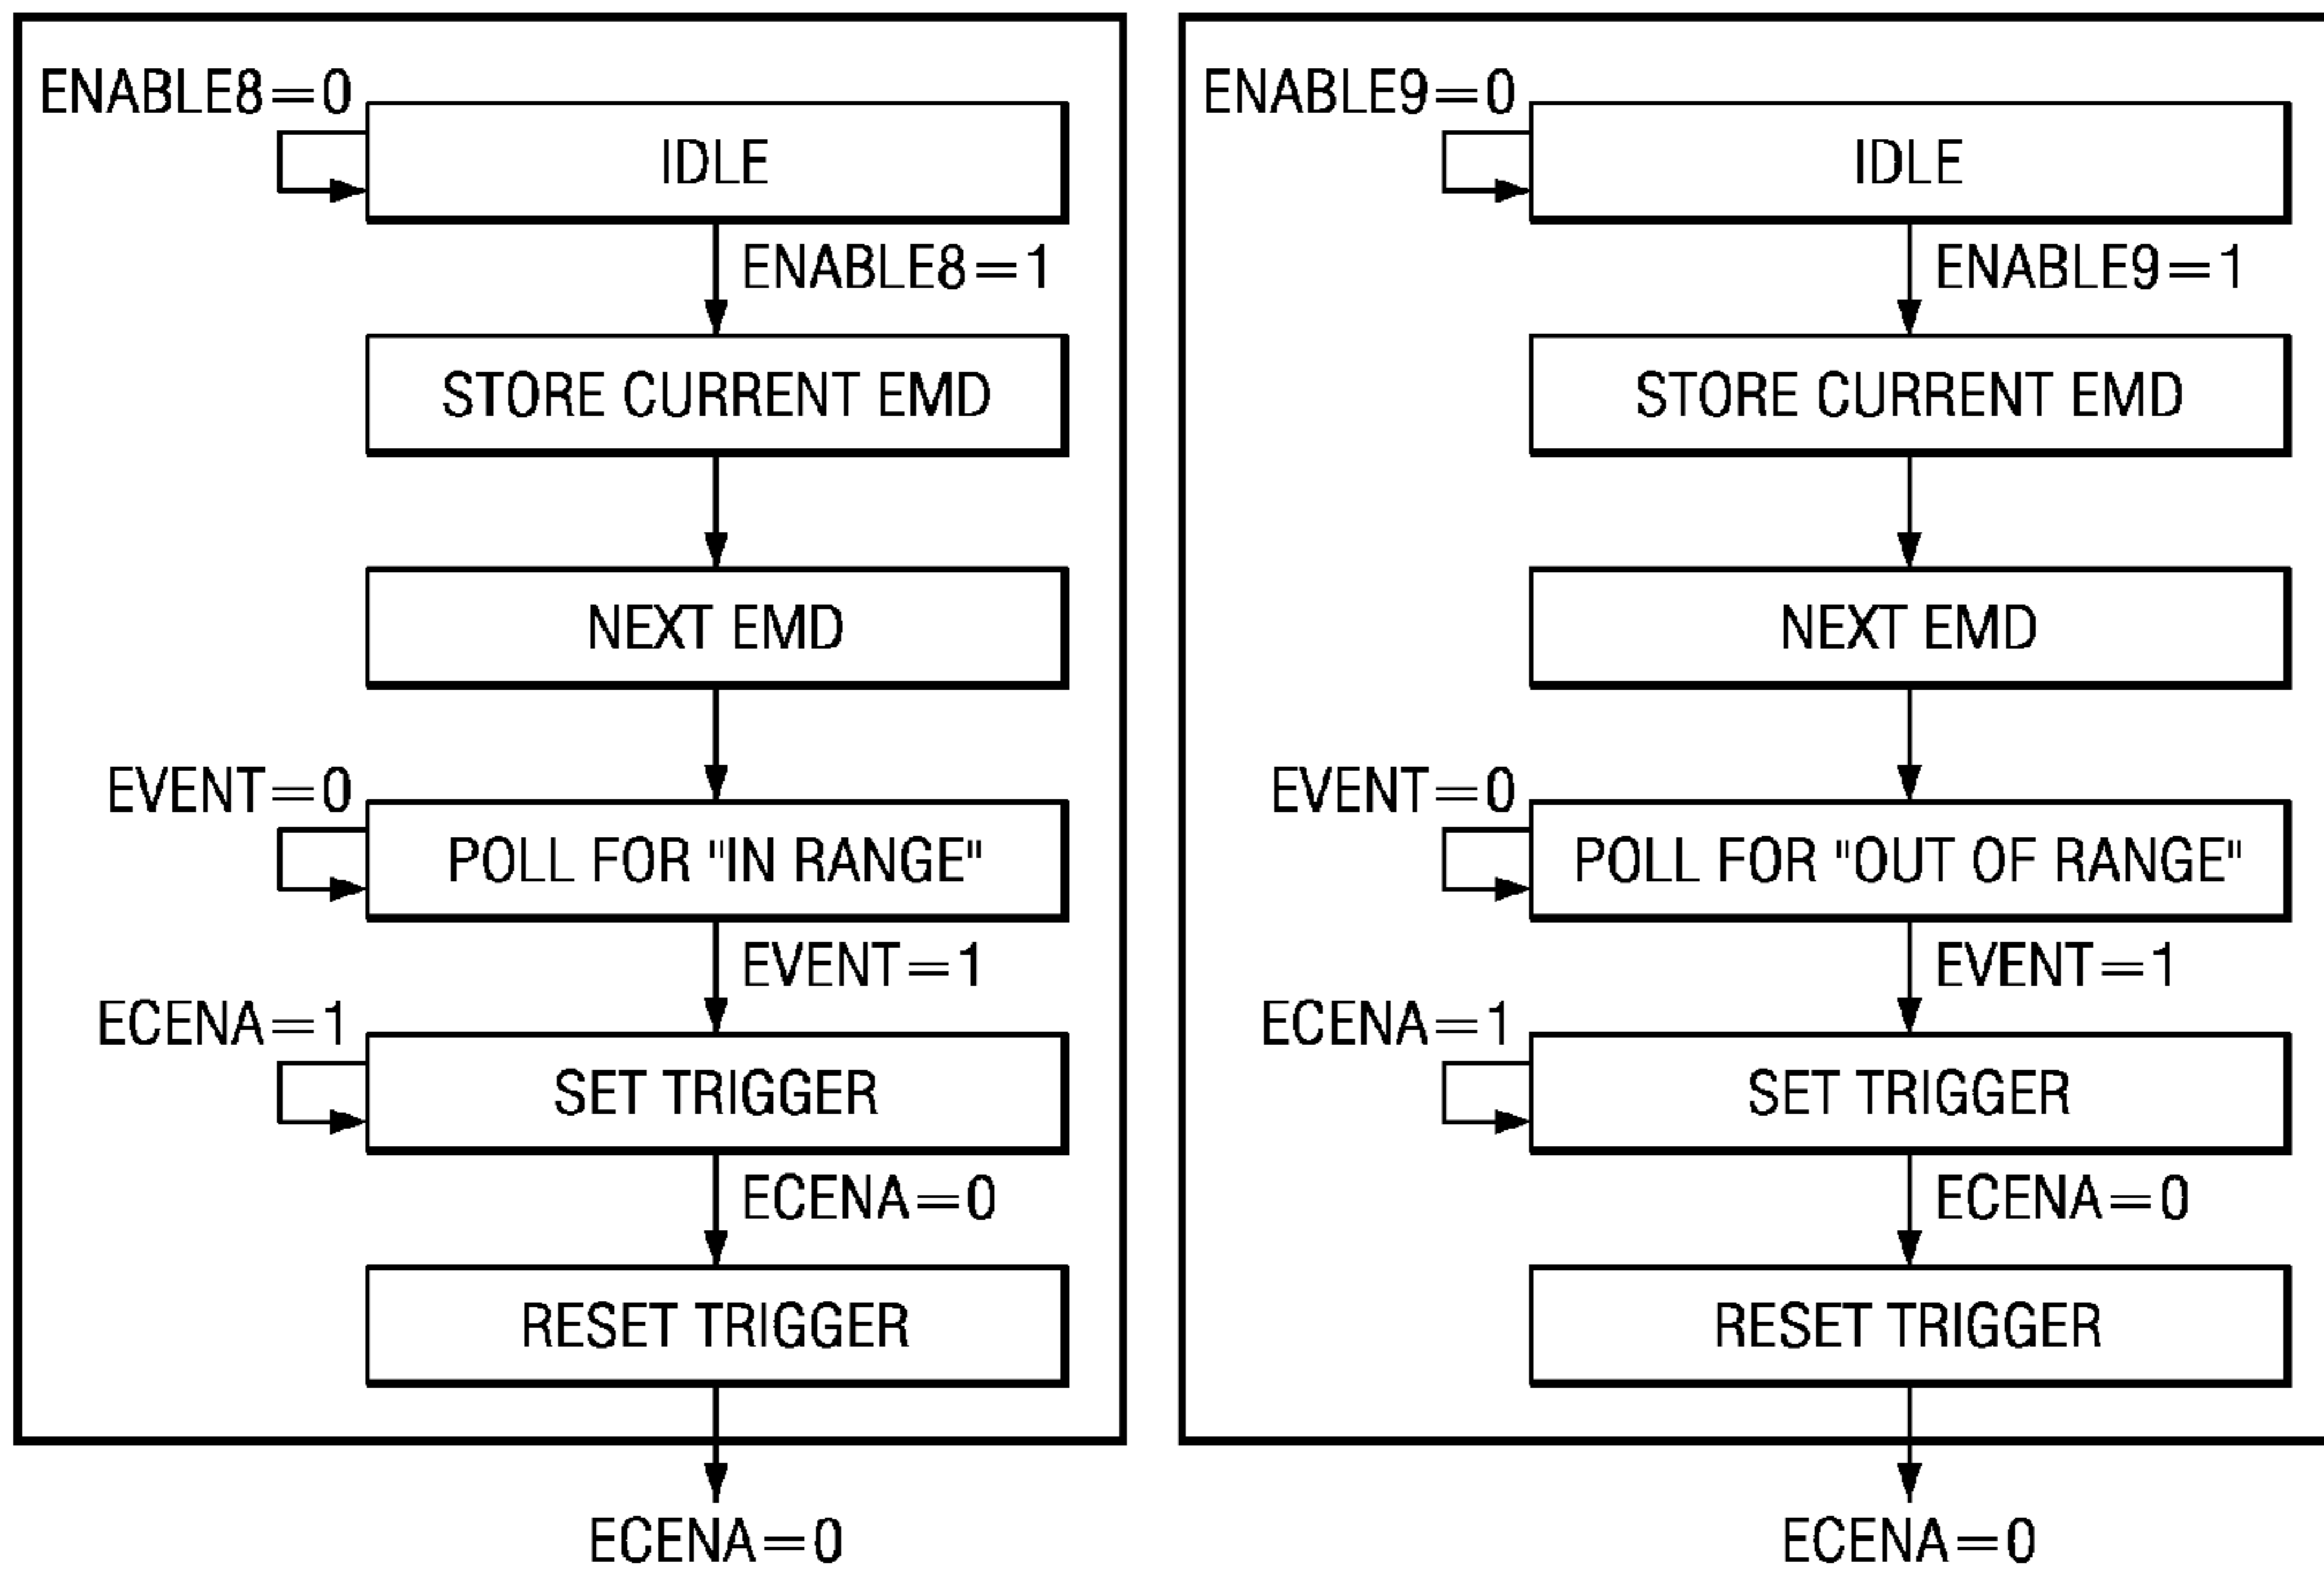 ENABLE8=0
IDLE
ENABLE8=1
STORE CURRENT EMD
NEXT EMD
EVENT=0
POLL FOR "IN RANGE"
EVENT=1
ECENA=1
SET TRIGGER
ECENA=0
RESET TRIGGER
ECENA=0
ENABLE9=0
IDLE
ENABLE9=1
STORE CURRENT EMD
NEXT EMD
EVENT=0
POLL FOR "OUT OF RANGE"
EVENT=1
ECENA=1
SET TRIGGER
ECENA=0
RESET TRIGGER
ECENA=0